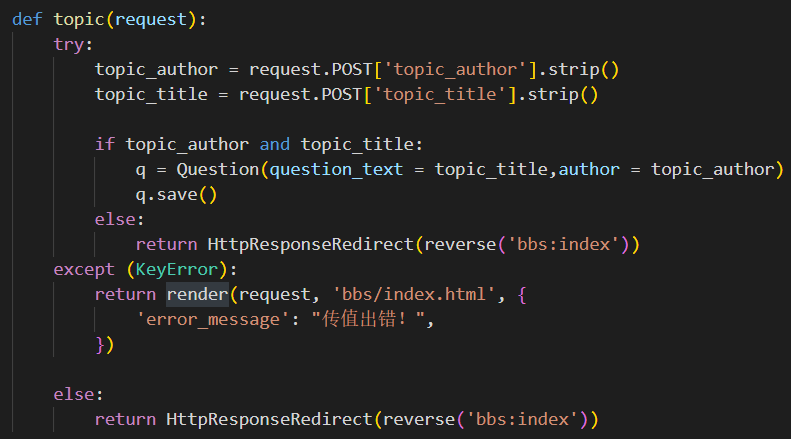 def topic(request):
    try:
        topic_author = request.POST['topic_author'].strip()
        topic_title = request.POST['topic_title'].strip()

        if topic_author and topic_title:
            q = Question(question_text = topic_title,author = topic_author)
            q.save()
        else:
            return HttpResponseRedirect(reverse('bbs:index'))
    except (KeyError):
        return render(request, 'bbs/index.html', {
            'error_message': "传值出错！",
        })

    else:
        return HttpResponseRedirect(reverse('bbs:index'))